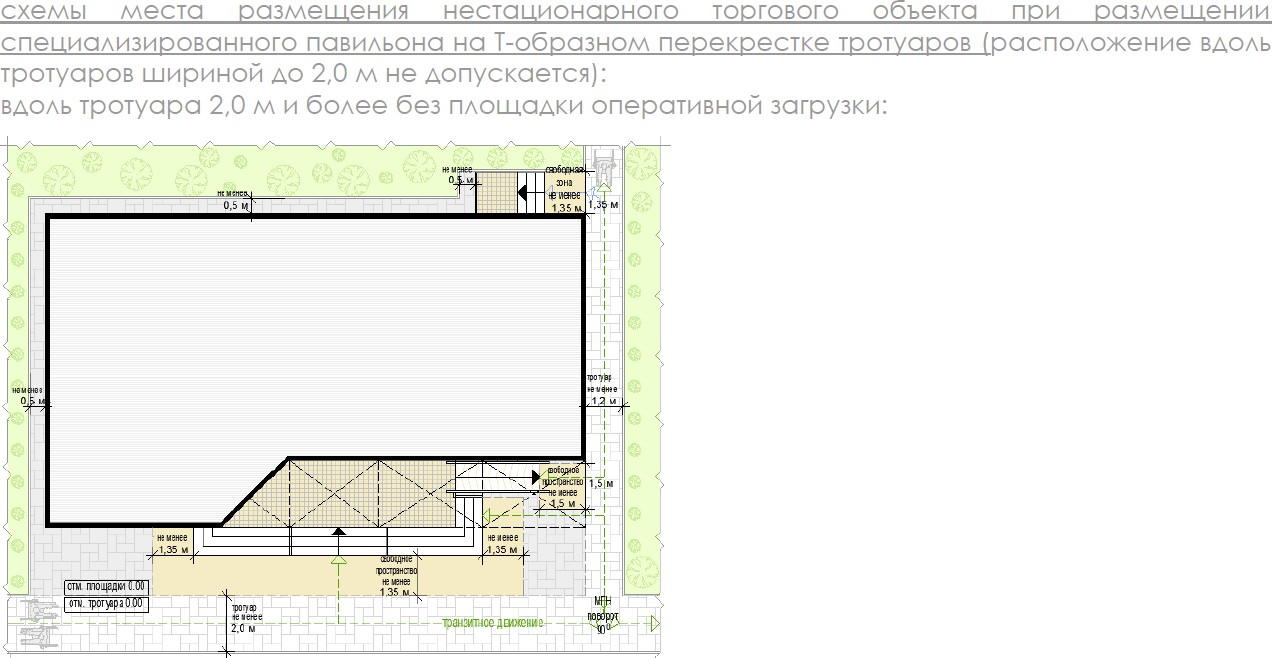 схемы места размещения нестационарного торгового объекта при размещении
специализированного павильона на Т-образном перекрестке тротуаров (расположение вдоль
тротуаров шириной до 2,0 м не допускается):
вдоль тротуара 2,0 м и более без площадки оперативной загрузки:
не менее
0,5 м
свободная
зона
не менее
1,35 м
1,35 м
не менее
0,5 м
не менее
0,5 м
тротуар
не менее
1,2 м
свободное
пространство
не менее
1,5 м
1,5 м
не менее
1,35 м
не менее
1,35 м
свободное
пространство
не менее
1,35 м
отм. площадки 0.00
отм. тротуара 0.00
тротуар
не менее
2,0 м
транзитное движение
МГН
поворот
90°